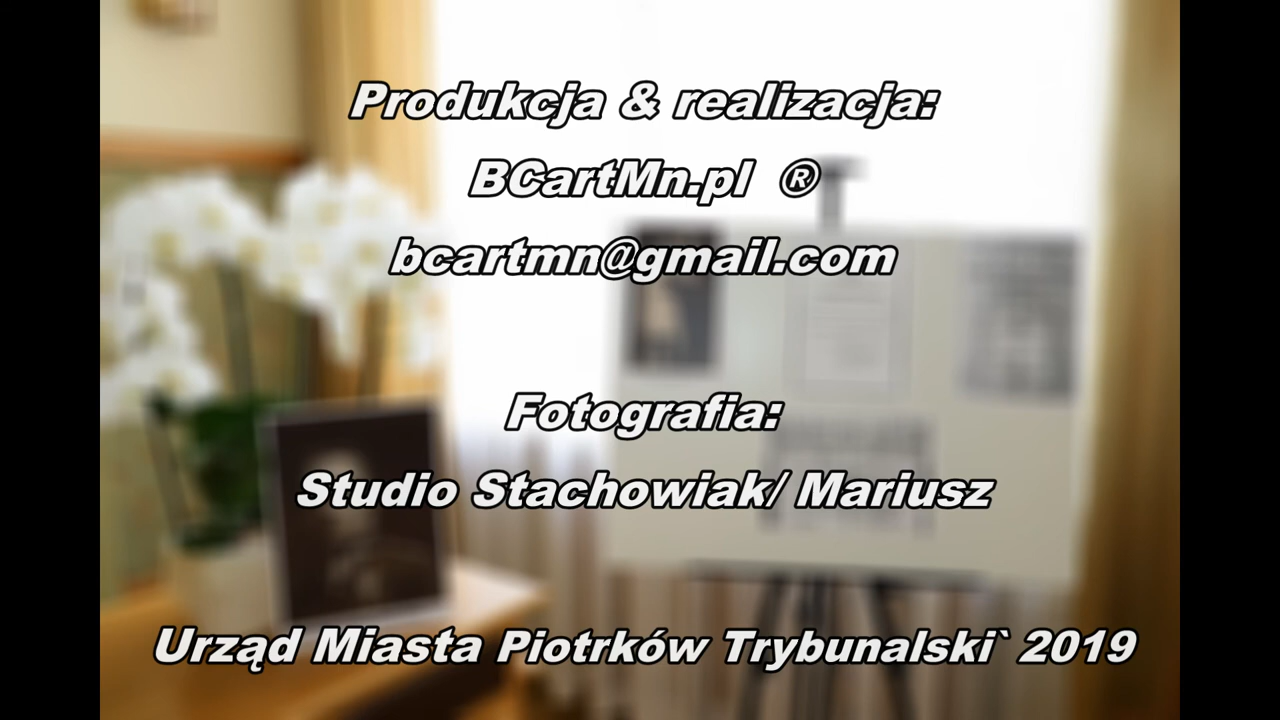 Produkcja & realizacja:
BCartMn.pl ®
bcartmn@gmail.com
Fotografia:
Studio Stachowiak/ Mariusz
Urząd Miasta Piotrków Trybunalski` 2019